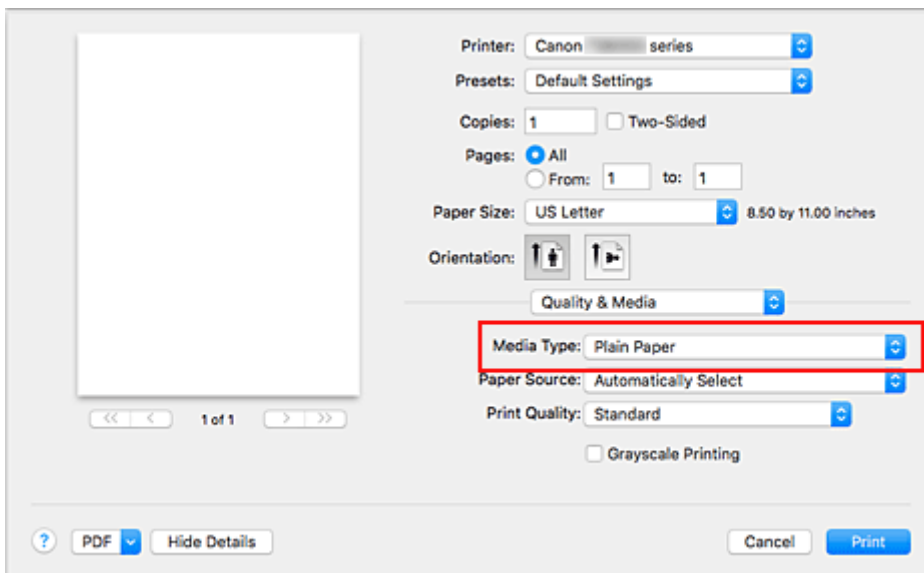 Printer: Canon series
Presets: Default Settings
Copies: 1 Two-Sided
Pages: All
From: 1 to: 1
Paper Size: US Letter 8.50 by 11.00 inches
Orientation:
Quality & Media
Media Type: Plain Paper
Paper Source: Automatically Select
Print Quality: Standard
Grayscale Printing
<< < 1 of 1 > >>
? PDF Hide Details Cancel Print